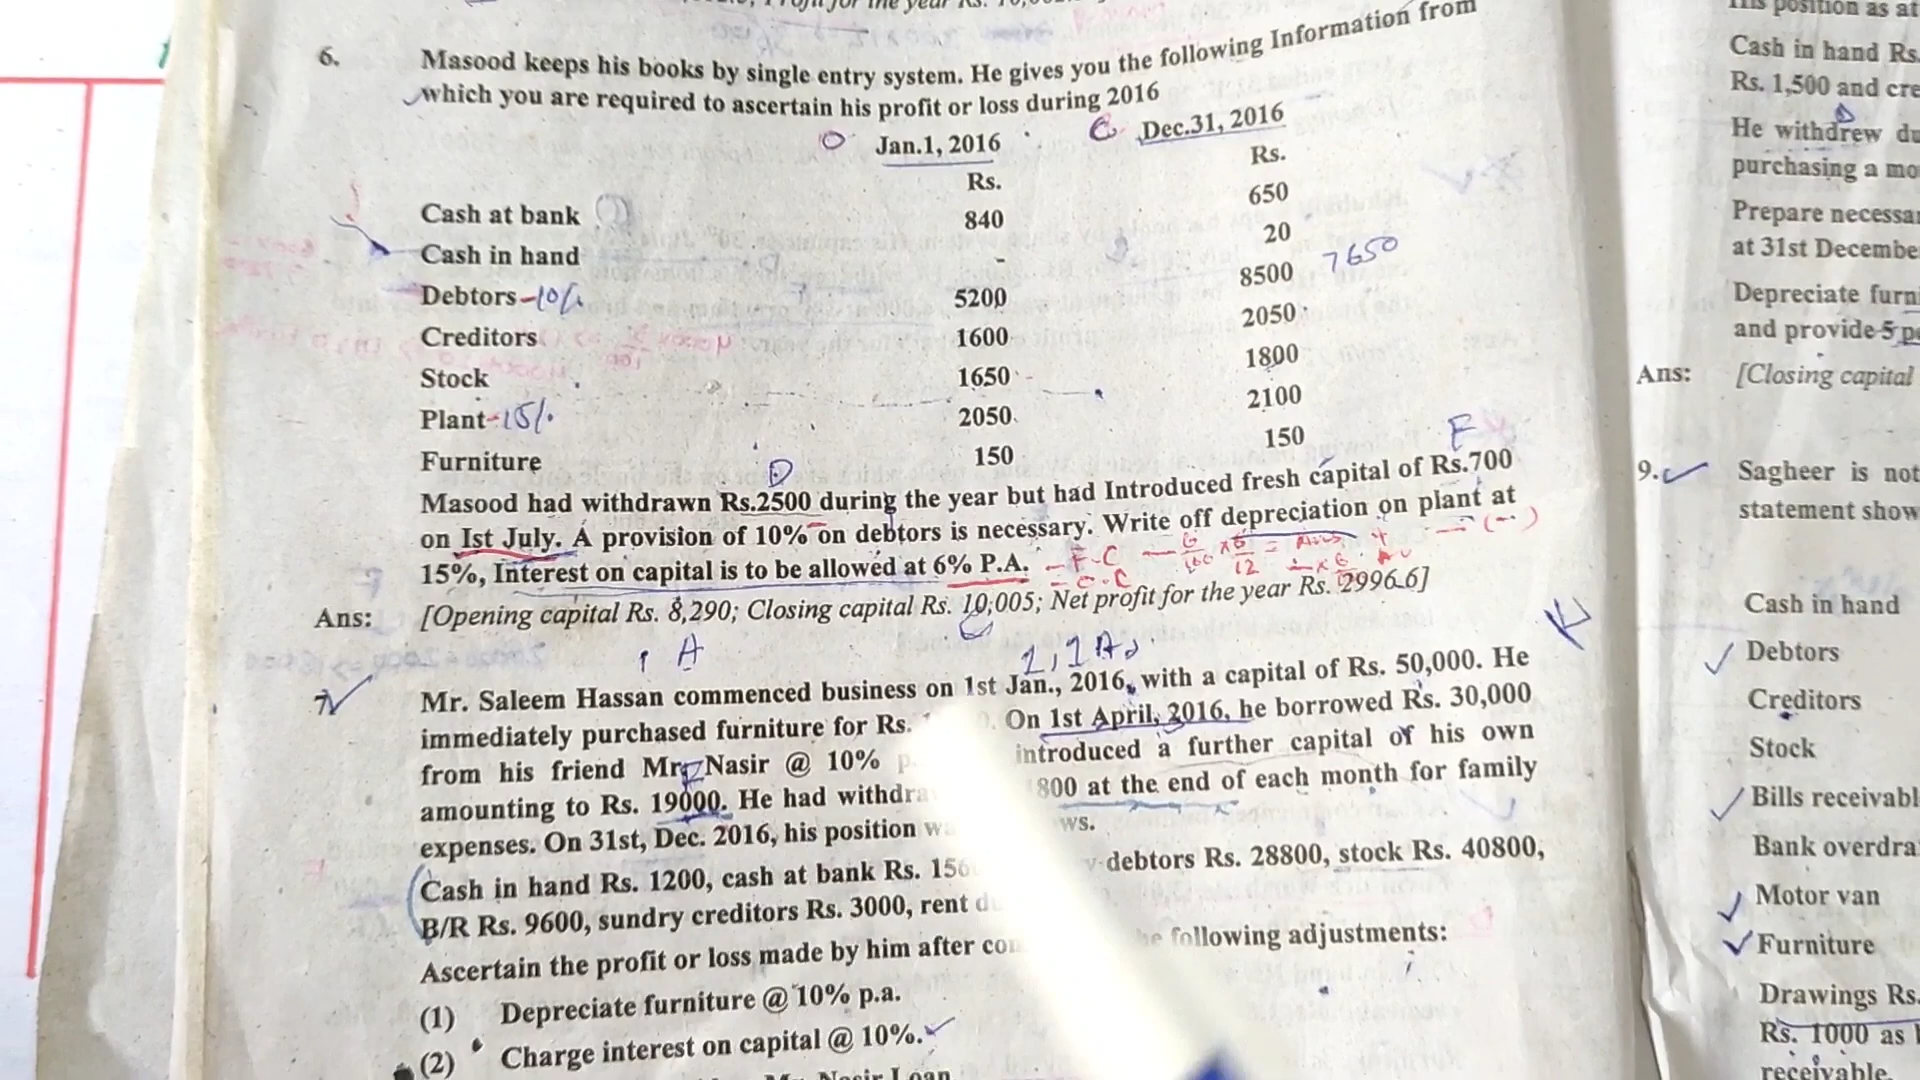 6.
Masood keeps his books by single entry system. He gives you the following Information from
which you are required to ascertain his profit or loss during 2016
O Jan.1, 2016
C Dec.31, 2016
Rs.
Rs.
Cash at bank 840 650
Cash in hand - 20
Debtors-10% 5200 8500 7650
Creditors 1600 2050
Stock 1650 1800
Plant-15% 2050 2100
Furniture 150 150
D
F
Masood had withdrawn Rs.2500 during the year but had Introduced fresh capital of Rs.700
on Ist July. A provision of 10% on debtors is necessary. Write off depreciation on plant at
15%, Interest on capital is to be allowed at 6% P.A.
Ans: [Opening capital Rs. 8,290; Closing capital Rs. 10,005; Net profit for the year Rs. 2996.6]
7.
Mr. Saleem Hassan commenced business on 1st Jan., 2016, with a capital of Rs. 50,000. He
immediately purchased furniture for Rs. On 1st April, 2016, he borrowed Rs. 30,000
from his friend Mr. Nasir @ 10% introduced a further capital of his own
amounting to Rs. 19000. He had 800 at the end of each month for family
expenses. On 31st, Dec. 2016, his position
Cash in hand Rs. 1200, cash at bank Rs. debtors Rs. 28800, stock Rs. 40800,
B/R Rs. 9600, sundry creditors Rs. 3000, rent
Ascertain the profit or loss made by him after following adjustments:
(1) Depreciate furniture @ 10% p.a.
(2) Charge interest on capital @ 10%.
Nasir Loan
position as at
Cash in hand Rs.
Rs. 1,500 and
He withdrew
purchasing a
Prepare
at 31st
Depreciate
and provide 5
Ans: [Closing capital
9. Sagheer is not
statement
Cash in hand
Debtors
Creditors
Stock
Bills
Bank
Motor van
Furniture
Drawings Rs.
Rs. 1000 as
receivable.